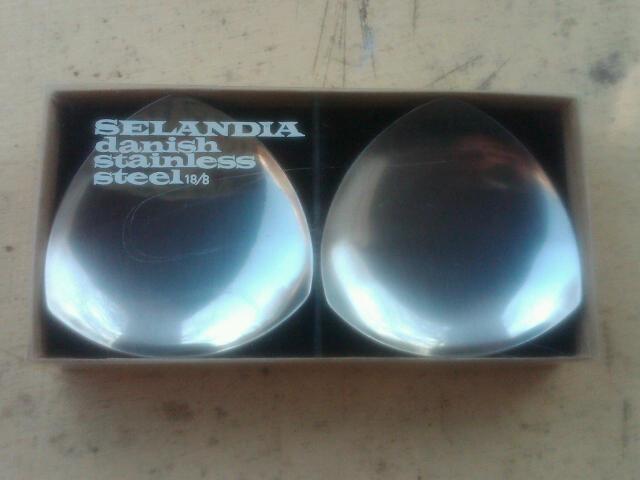 SELANDIA
danish
stainless
steel 18/8